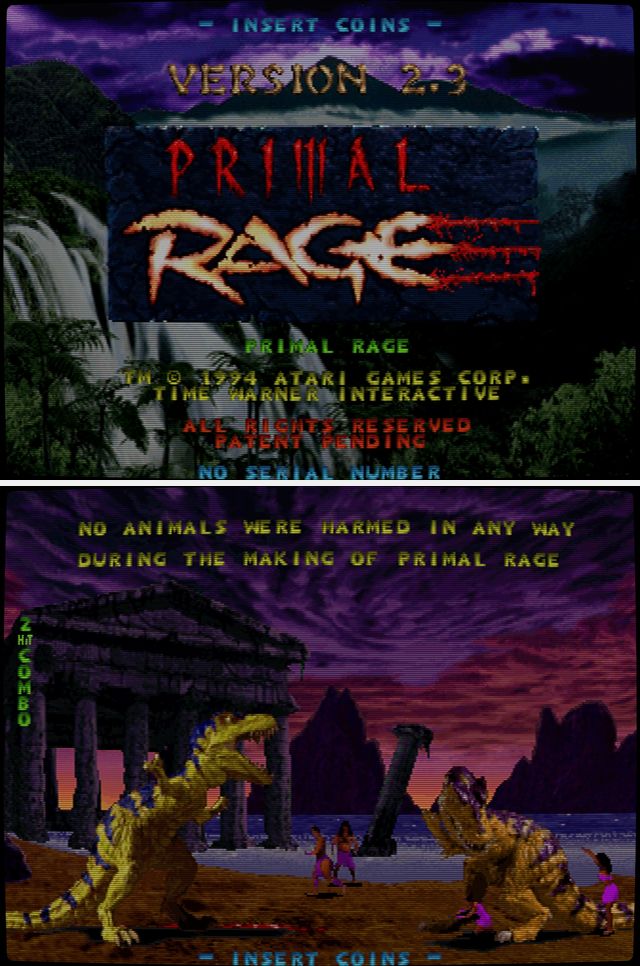 - INSERT COINS -
VERSION 2.3
PRIMAL
RAGE
PRIMAL RAGE
TM © 1994 ATARI GAMES CORP.
TIME WARNER INTERACTIVE
ALL RIGHTS RESERVED
PATENT PENDING
NO SERIAL NUMBER
NO ANIMALS WERE HARMED IN ANY WAY
DURING THE MAKING OF PRIMAL RAGE
2
HIT
COMBO
- INSERT COINS -